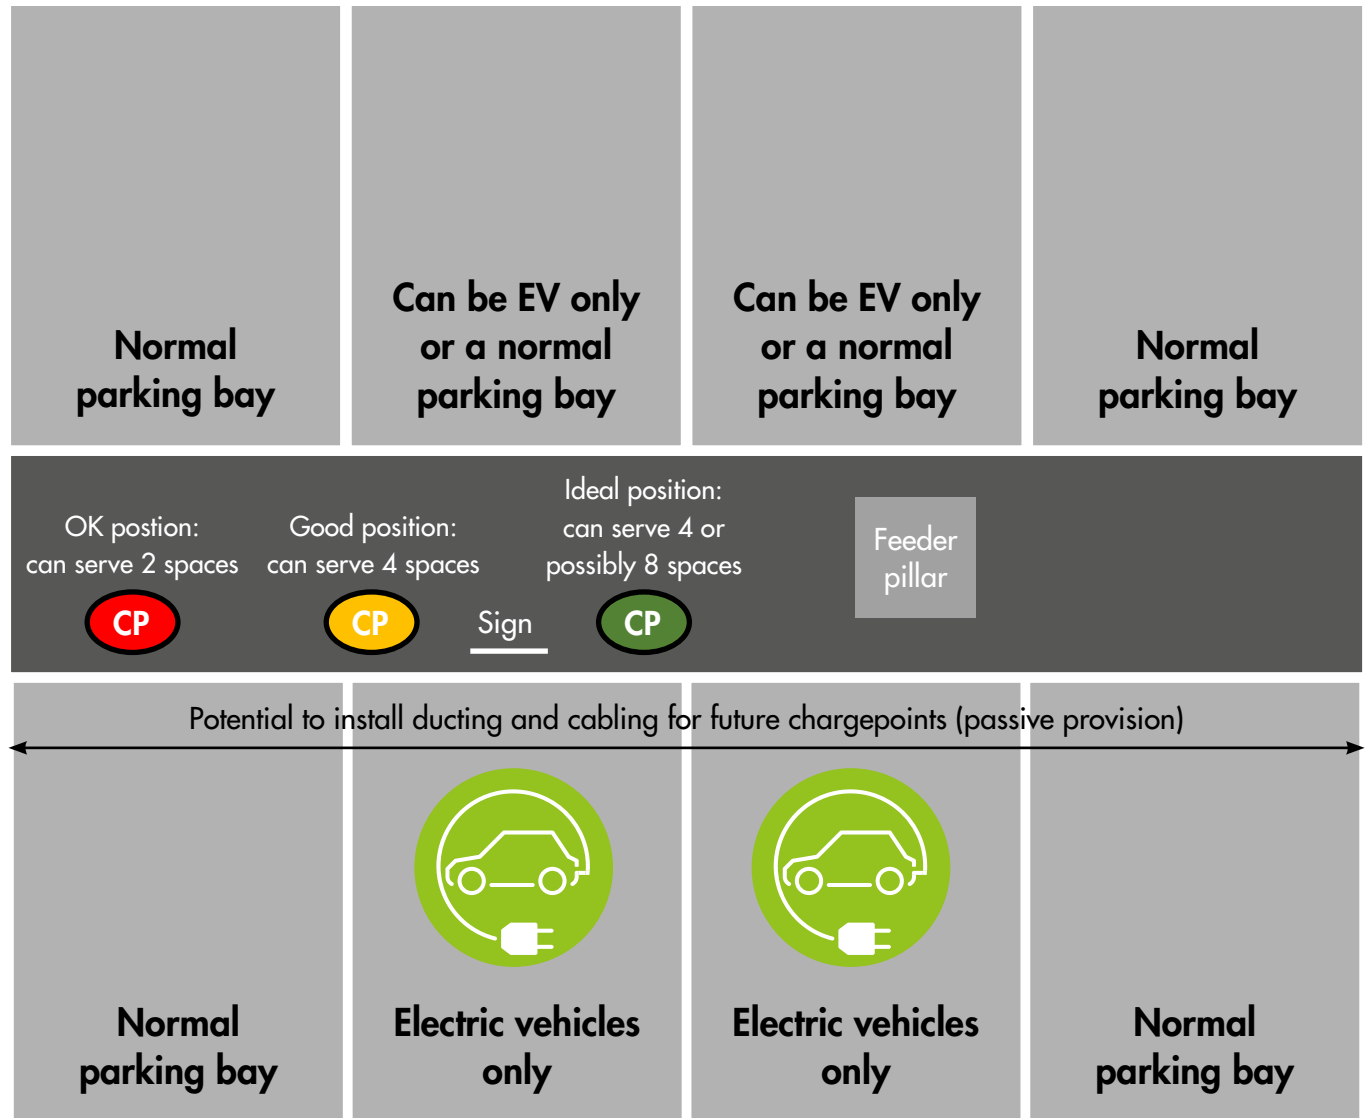 Normal
parking bay
Can be EV only
or a normal
parking bay
Can be EV only
or a normal
parking bay
Normal
parking bay
OK postion:
can serve 2 spaces
CP
Good position:
can serve 4 spaces
CP
Sign
Ideal position:
can serve 4 or
possibly 8 spaces
CP
Feeder
pillar
Potential to install ducting and cabling for future chargepoints (passive provision)
Normal
parking bay
Electric vehicles
only
Electric vehicles
only
Normal
parking bay